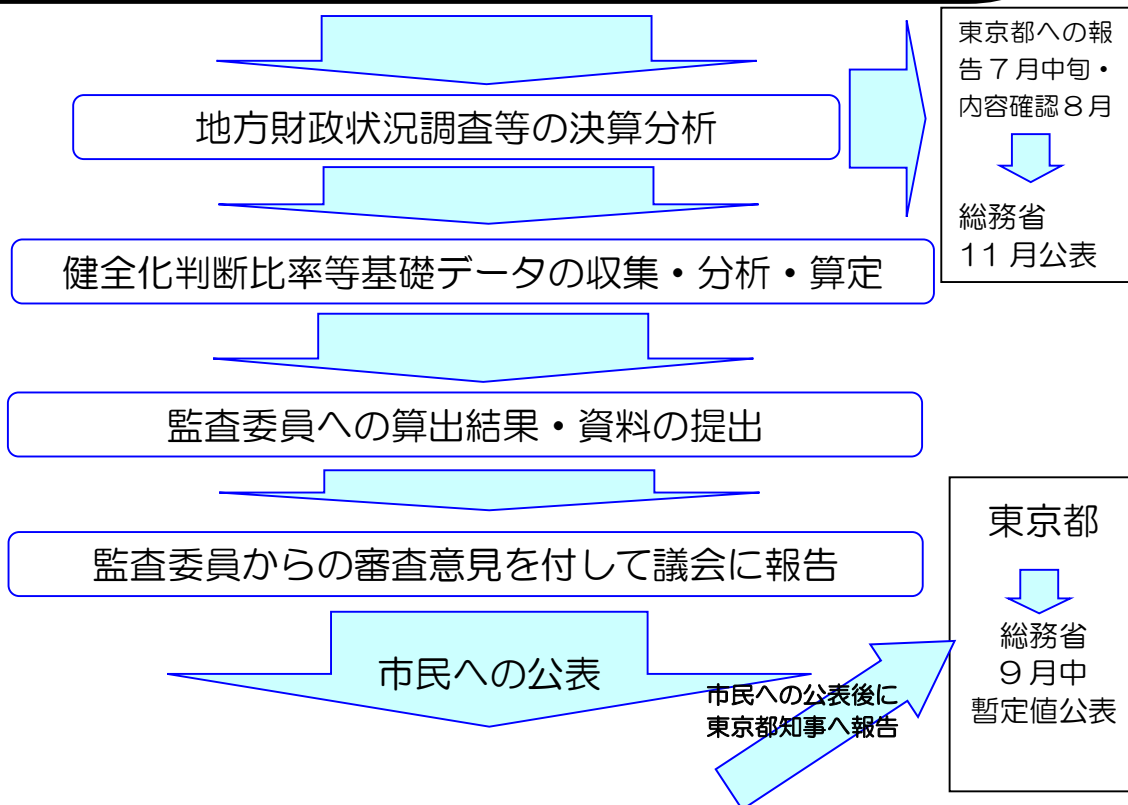 地方財政状況調査等の決算分析
東京都への報
告7月中旬・
内容確認8月
総務省
11月公表
健全化判断比率等基礎データの収集・分析・算定
監査委員への算出結果・資料の提出
監査委員からの審査意見を付して議会に報告
市民への公表
市民への公表後に
東京都知事へ報告
東京都
総務省
9月中
暫定値公表